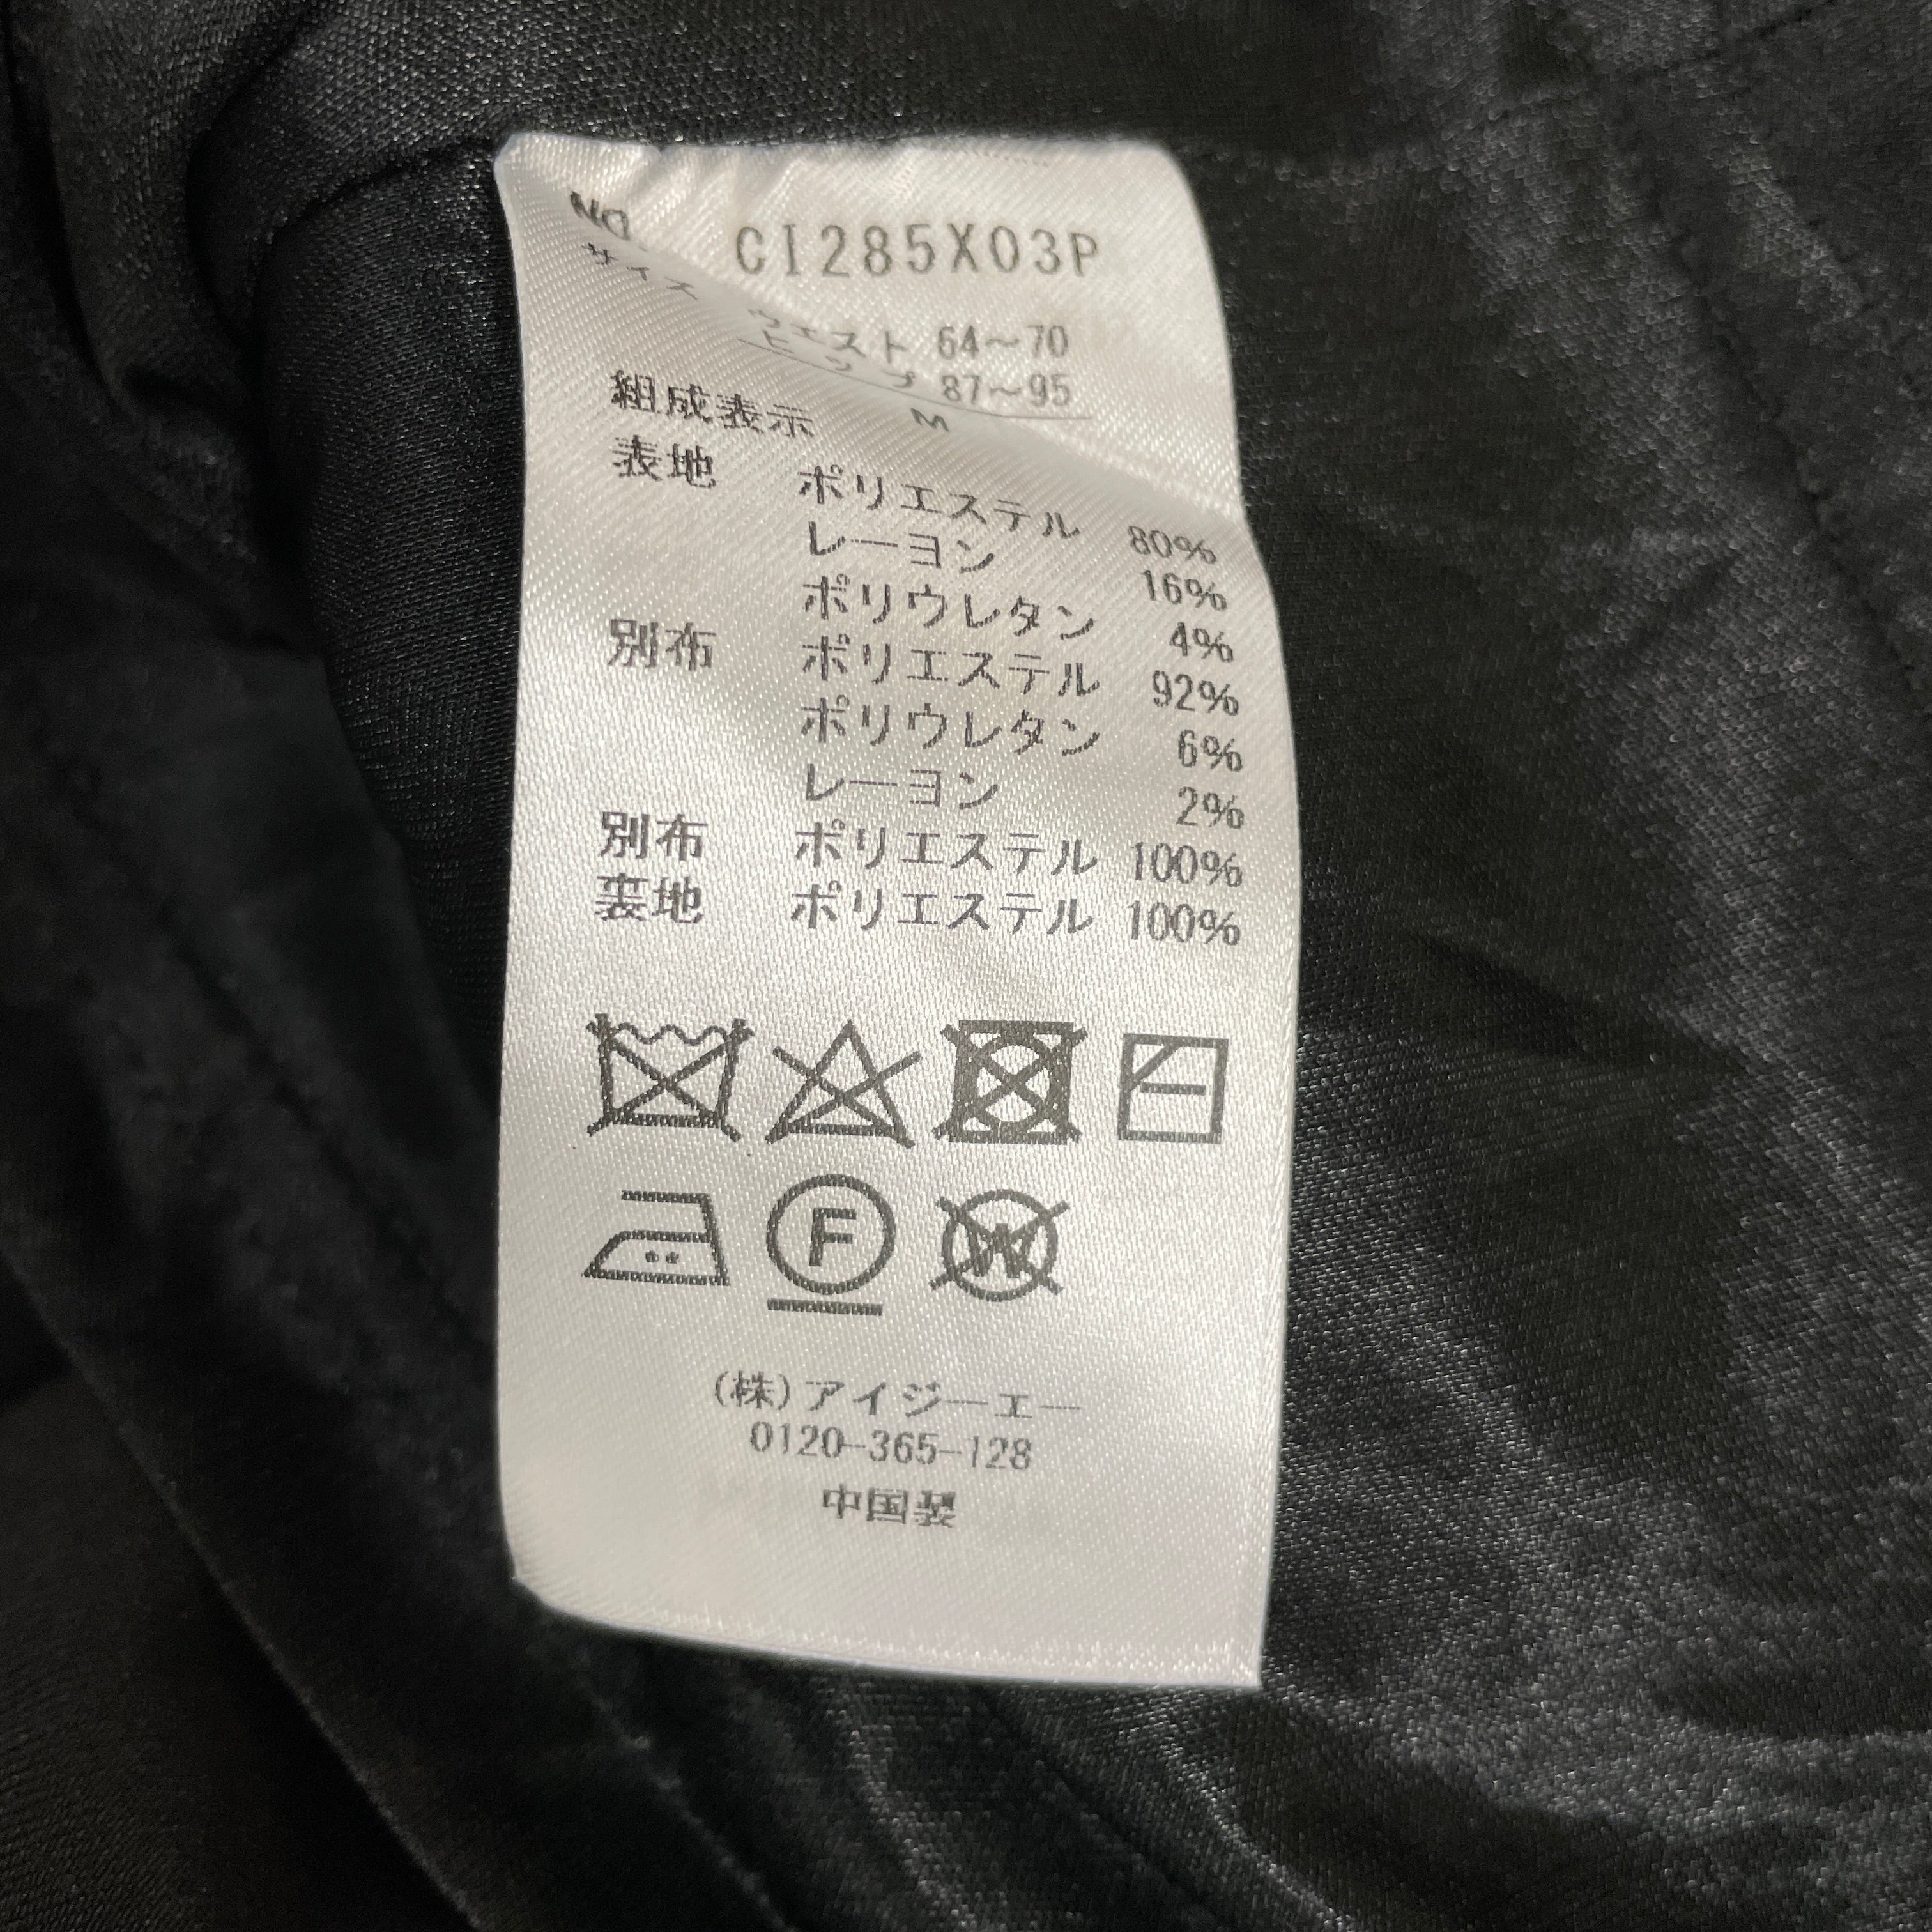 NO CI285X03P
サイズ
ウエスト 64～70
ヒップ 87～95
M
組成表示
表地 ポリエステル 80%
レーヨン 16%
ポリウレタン 4%
別布 ポリエステル 92%
ポリウレタン 6%
レーヨン 2%
別布 ポリエステル 100%
裏地 ポリエステル 100%
F
W
(株)アイジーエー
0120-365-128
中国製